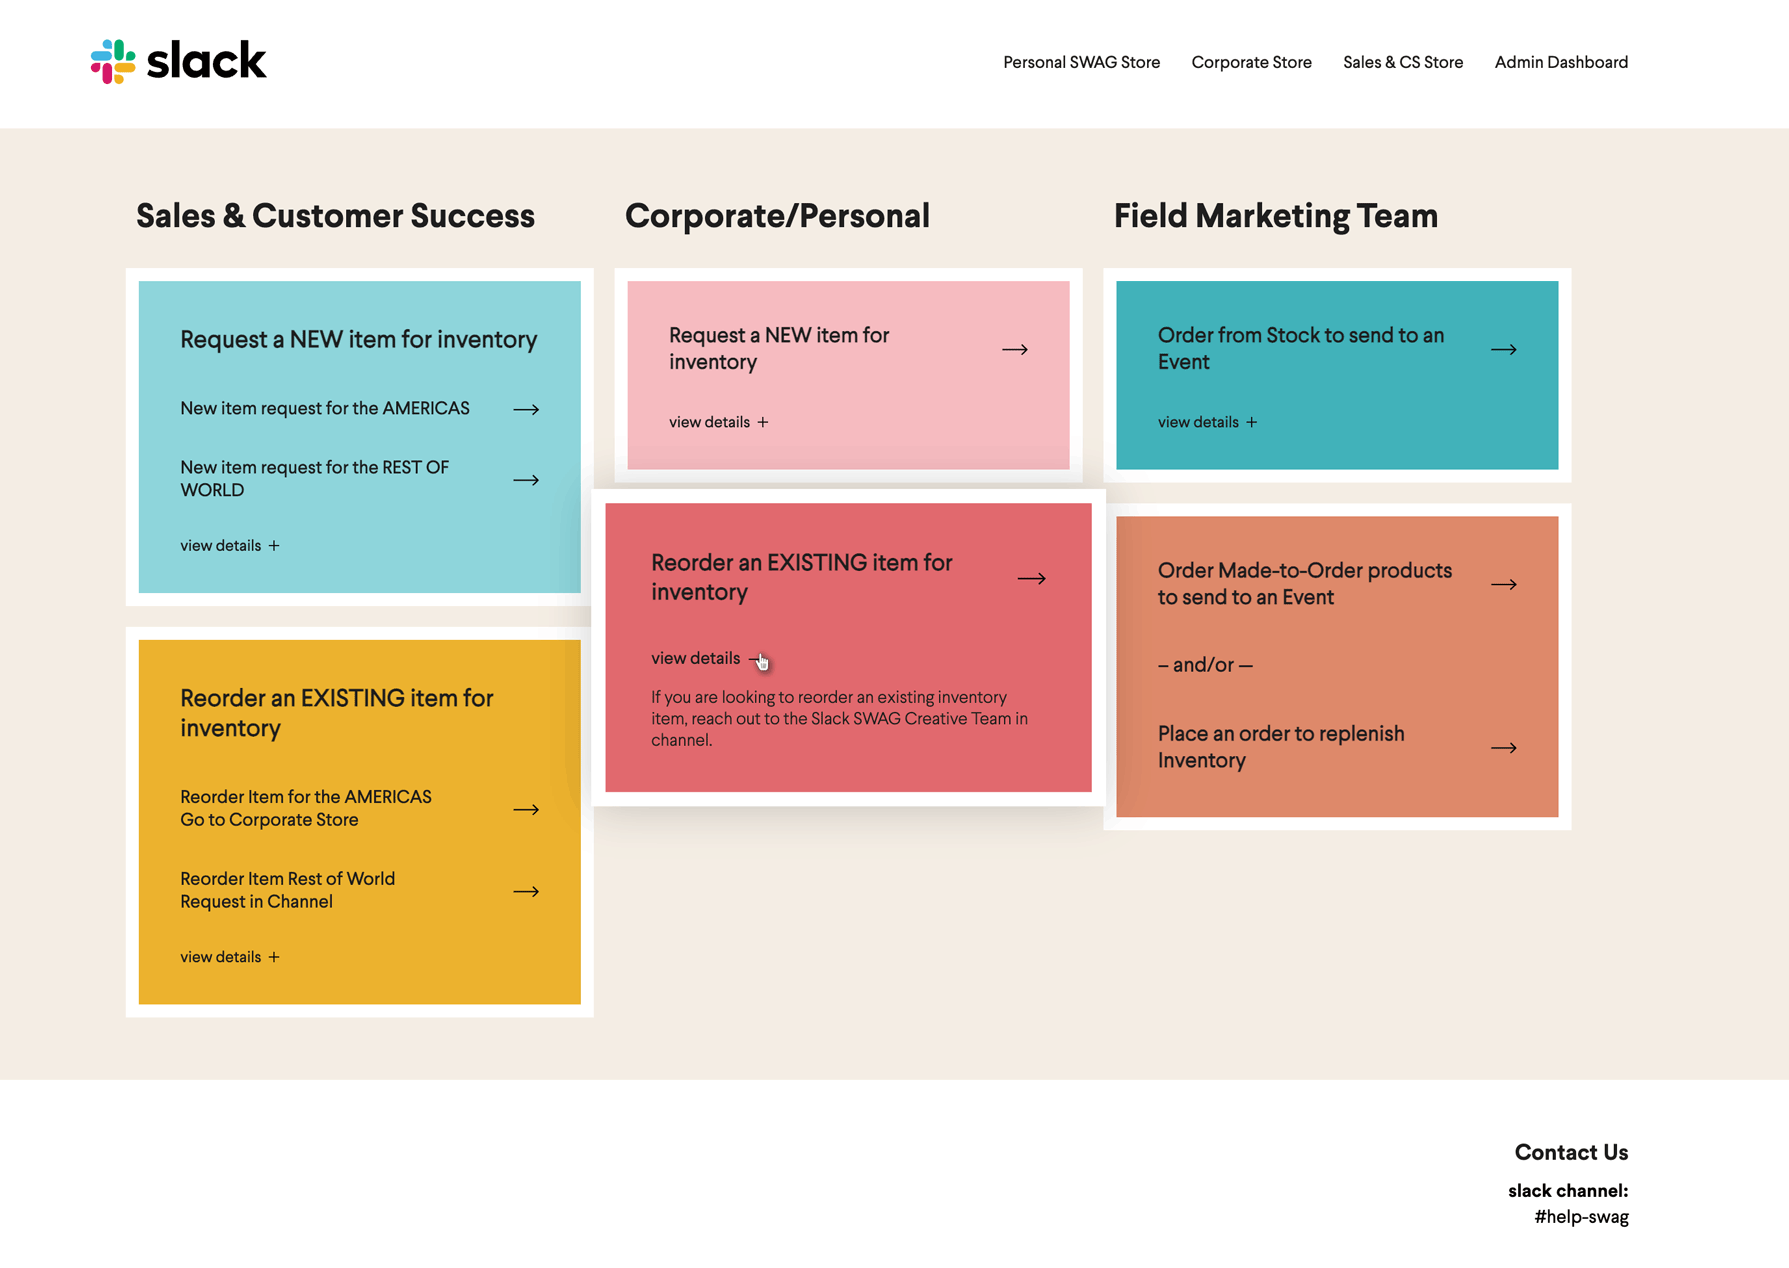 slack
Personal SWAG Store
Corporate Store
Sales & CS Store
Admin Dashboard
Sales & Customer Success
Request a NEW item for inventory
New item request for the AMERICAS
New item request for the REST OF
WORLD
view details +
Reorder an EXISTING item for
inventory
Reorder Item for the AMERICAS
Go to Corporate Store
Reorder Item Rest of World
Request in Channel
view details +
Corporate/Personal
Request a NEW item for
inventory
view details +
Reorder an EXISTING item for
inventory
view details —
If you are looking to reorder an existing inventory
item, reach out to the Slack SWAG Creative Team in
channel.
Field Marketing Team
Order from Stock to send to an
Event
view details +
Order Made-to-Order products
to send to an Event
– and/or —
Place an order to replenish
Inventory
Contact Us
slack channel:
#help-swag